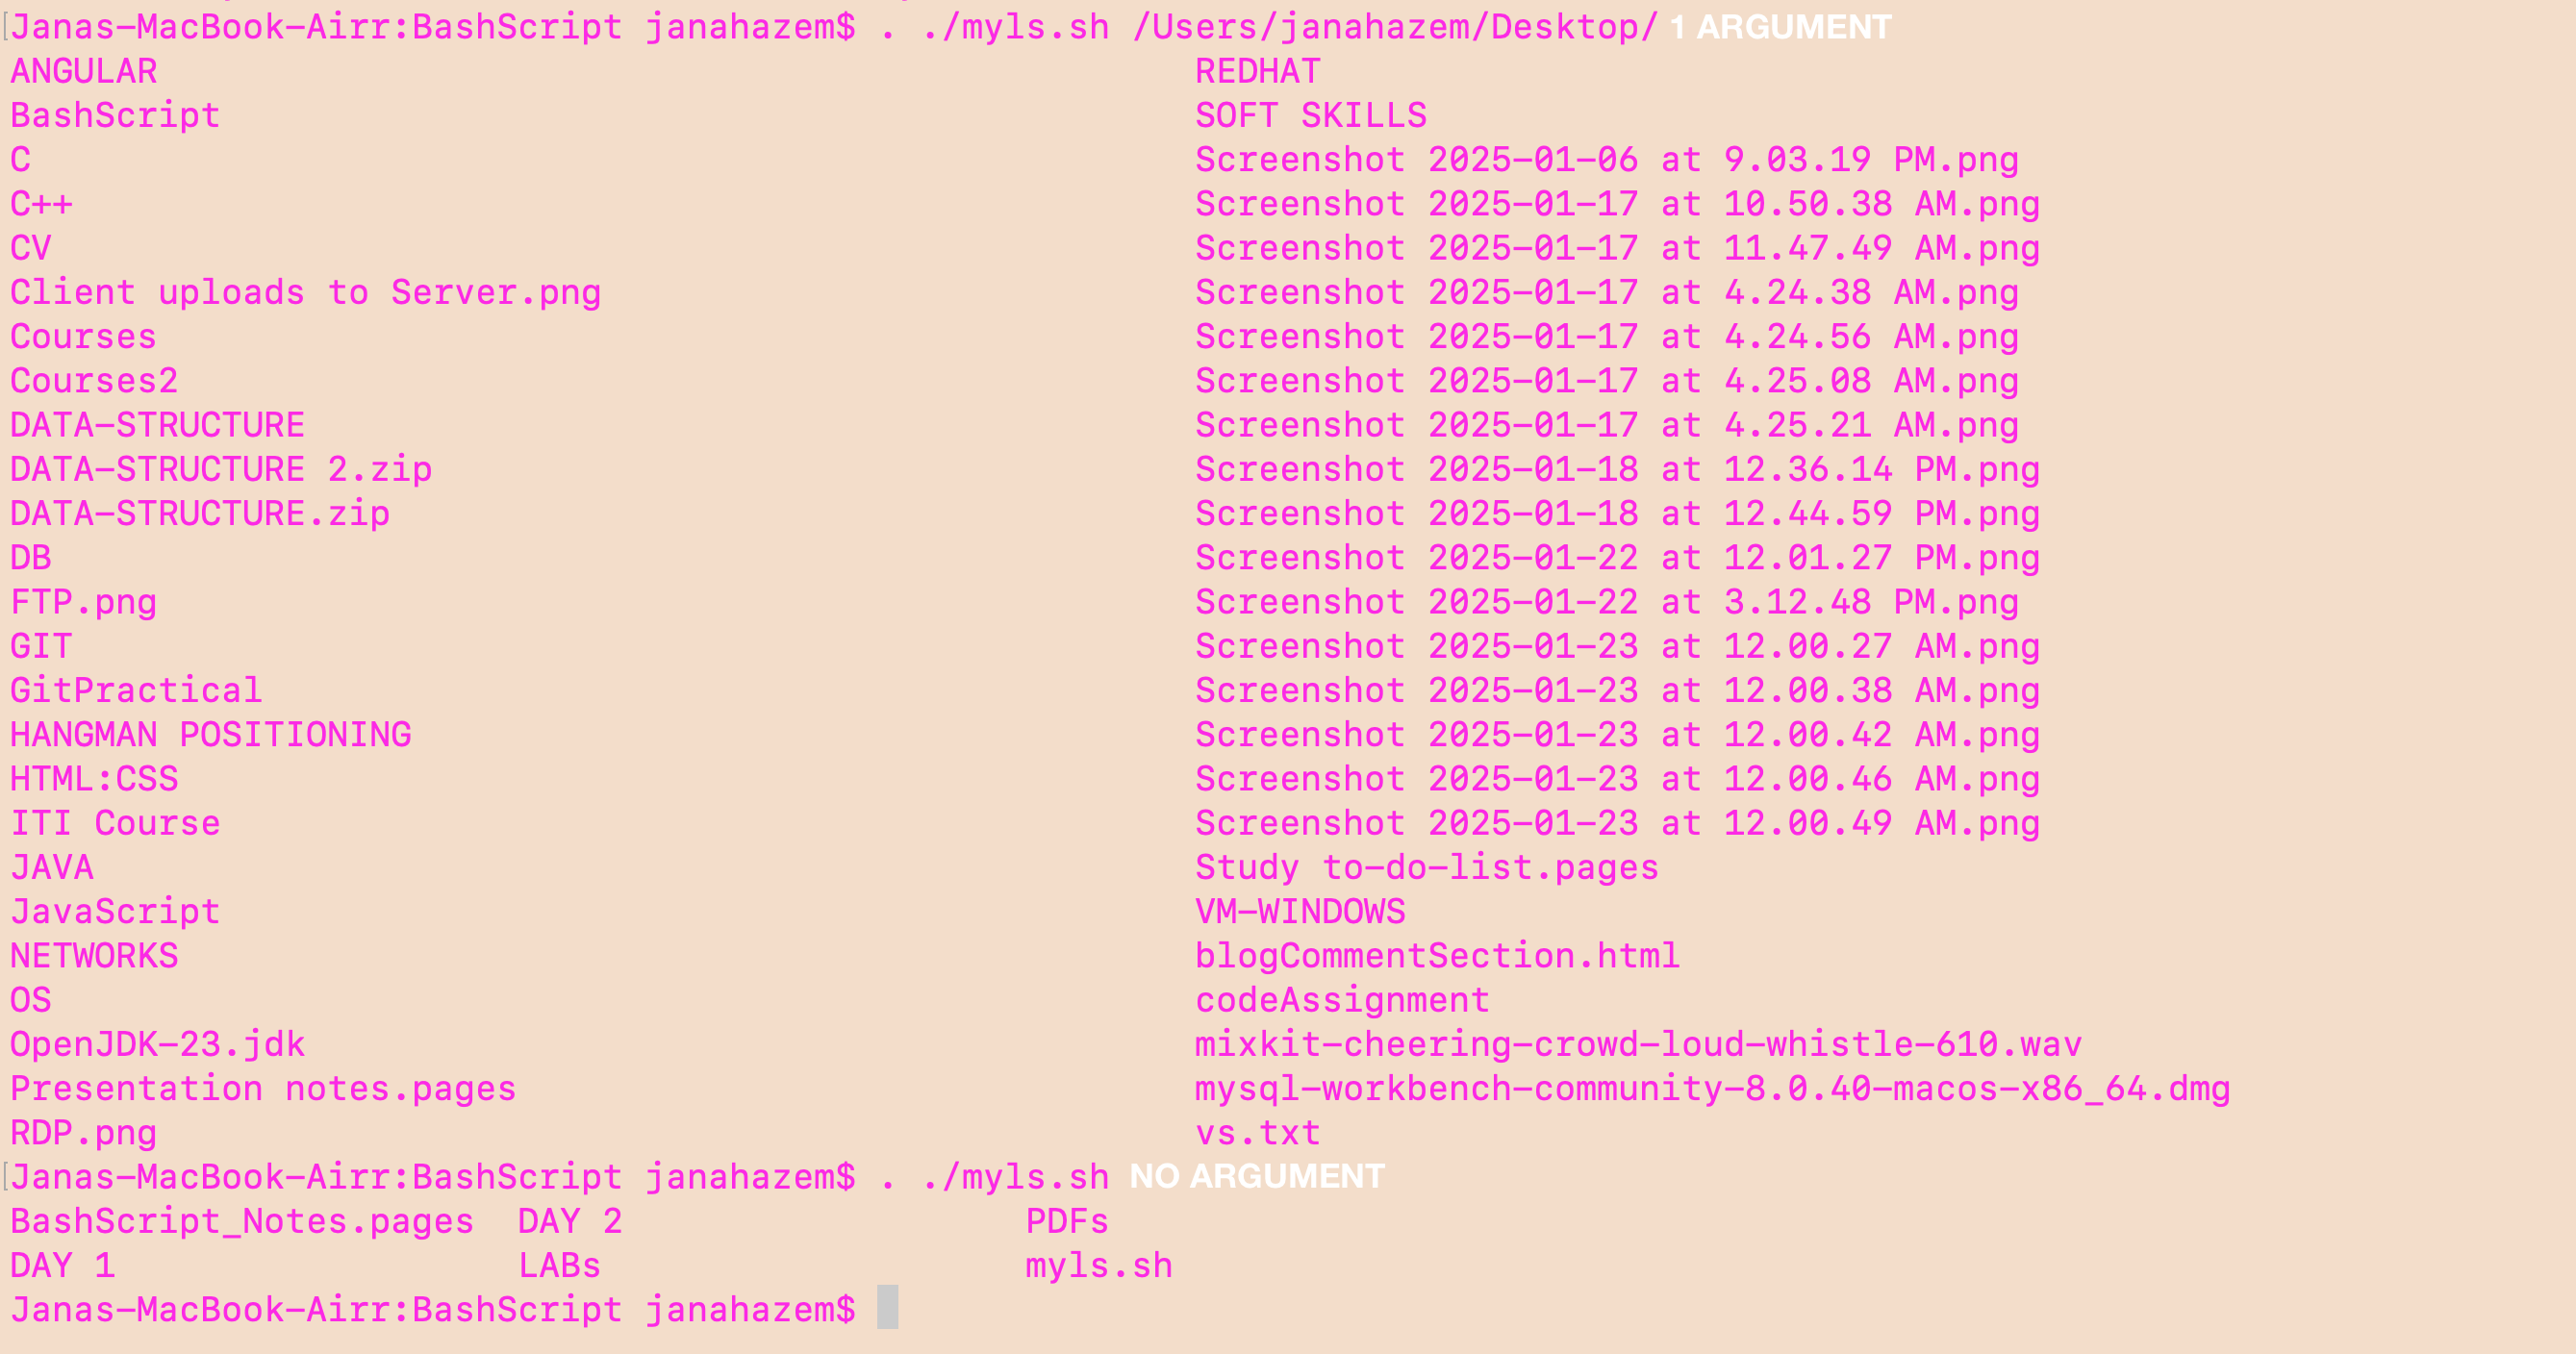 Janas-MacBook-Airr:BashScript janahazem$ . ./myls.sh /Users/janahazem/Desktop/ 1 ARGUMENT
ANGULAR REDHAT
BashScript SOFT SKILLS
C Screenshot 2025-01-06 at 9.03.19 PM.png
C++ Screenshot 2025-01-17 at 10.50.38 AM.png
CV Screenshot 2025-01-17 at 11.47.49 AM.png
Client uploads to Server.png Screenshot 2025-01-17 at 4.24.38 AM.png
Courses Screenshot 2025-01-17 at 4.24.56 AM.png
Courses2 Screenshot 2025-01-17 at 4.25.08 AM.png
DATA-STRUCTURE Screenshot 2025-01-17 at 4.25.21 AM.png
DATA-STRUCTURE 2.zip Screenshot 2025-01-18 at 12.36.14 PM.png
DATA-STRUCTURE.zip Screenshot 2025-01-18 at 12.44.59 PM.png
DB Screenshot 2025-01-22 at 12.01.27 PM.png
FTP.png Screenshot 2025-01-22 at 3.12.48 PM.png
GIT Screenshot 2025-01-23 at 12.00.27 AM.png
GitPractical Screenshot 2025-01-23 at 12.00.38 AM.png
HANGMAN POSITIONING Screenshot 2025-01-23 at 12.00.42 AM.png
HTML:CSS Screenshot 2025-01-23 at 12.00.46 AM.png
ITI Course Screenshot 2025-01-23 at 12.00.49 AM.png
JAVA Study to-do-list.pages
JavaScript VM-WINDOWS
NETWORKS blogCommentSection.html
OS codeAssignment
OpenJDK-23.jdk mixkit-cheering-crowd-loud-whistle-610.wav
Presentation notes.pages mysql-workbench-community-8.0.40-macos-x86_64.dmg
RDP.png vs.txt
Janas-MacBook-Airr:BashScript janahazem$ . ./myls.sh NO ARGUMENT
BashScript_Notes.pages DAY 2 PDFs
DAY 1 LABs myls.sh
Janas-MacBook-Airr:BashScript janahazem$